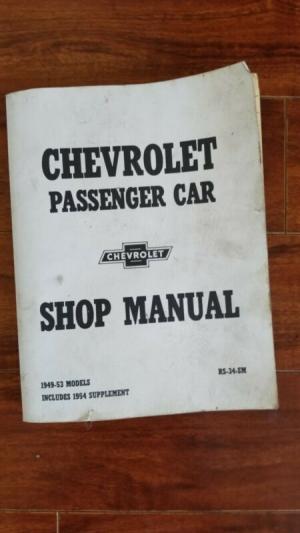 CHEVROLET
PASSENGER CAR
CHEVROLET
SHOP MANUAL
RS-34-SM
1949-53 MODELS
INCLUDES 1954 SUPPLEMENT